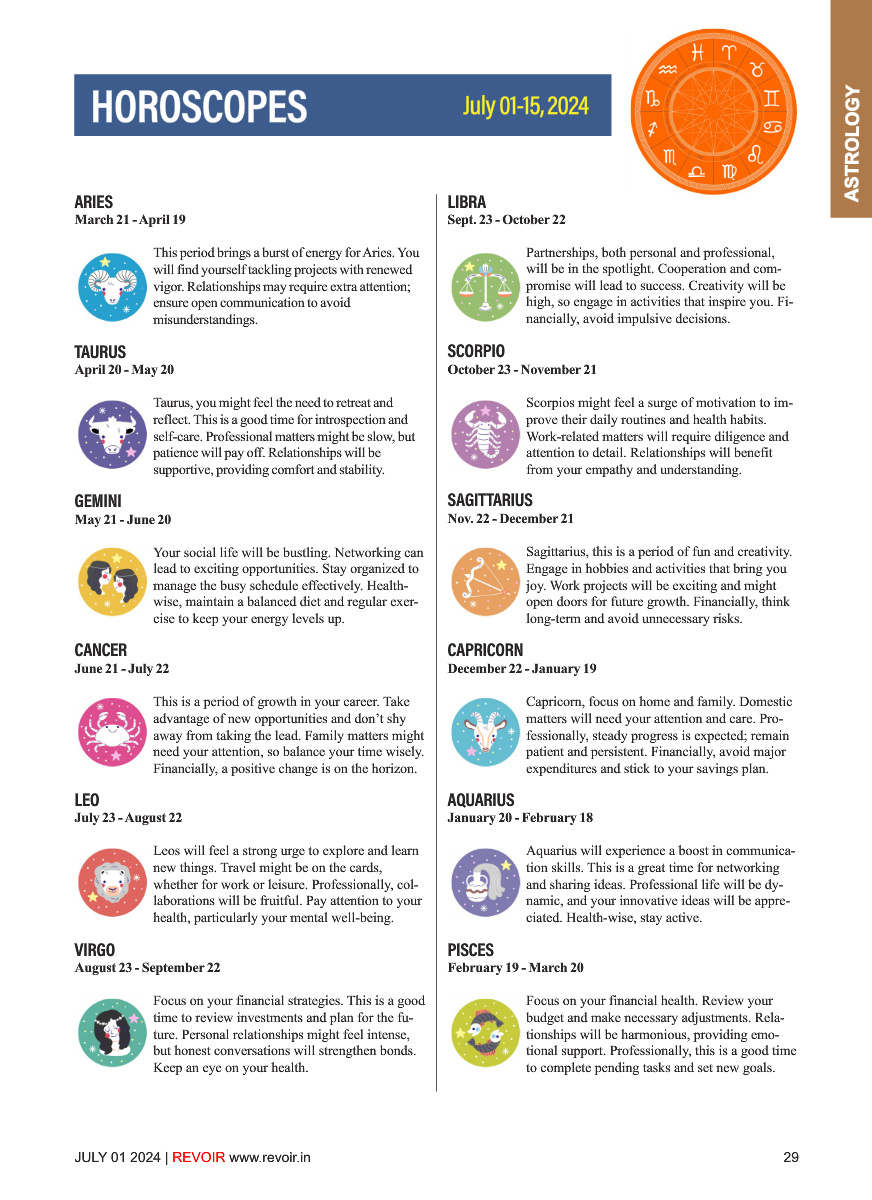 HOROSCOPES
July 01-15, 2024
ASTROLOGY
ARIES
March 21 - April 19
This period brings a burst of energy for Aries. You
will find yourself tackling projects with renewed
vigor. Relationships may require extra attention;
ensure open communication to avoid
misunderstandings.
TAURUS
April 20 - May 20
Taurus, you might feel the need to retreat and
reflect. This is a good time for introspection and
self-care. Professional matters might be slow, but
patience will pay off. Relationships will be
supportive, providing comfort and stability.
GEMINI
May 21 - June 20
Your social life will be bustling. Networking can
lead to exciting opportunities. Stay organized to
manage the busy schedule effectively. Health-
wise, maintain a balanced diet and regular exer-
cise to keep your energy levels up.
CANCER
June 21 - July 22
This is a period of growth in your career. Take
advantage of new opportunities and don’t shy
away from taking the lead. Family matters might
need your attention, so balance your time wisely.
Financially, a positive change is on the horizon.
LEO
July 23 - August 22
Leos will feel a strong urge to explore and learn
new things. Travel might be on the cards,
whether for work or leisure. Professionally, col-
laborations will be fruitful. Pay attention to your
health, particularly your mental well-being.
VIRGO
August 23 - September 22
Focus on your financial strategies. This is a good
time to review investments and plan for the fu-
ture. Personal relationships might feel intense,
but honest conversations will strengthen bonds.
Keep an eye on your health.
LIBRA
Sept. 23 - October 22
Partnerships, both personal and professional,
will be in the spotlight. Cooperation and com-
promise will lead to success. Creativity will be
high, so engage in activities that inspire you. Fi-
nancially, avoid impulsive decisions.
SCORPIO
October 23 - November 21
Scorpios might feel a surge of motivation to im-
prove their daily routines and health habits.
Work-related matters will require diligence and
attention to detail. Relationships will benefit
from your empathy and understanding.
SAGITTARIUS
Nov. 22 - December 21
Sagittarius, this is a period of fun and creativity.
Engage in hobbies and activities that bring you
joy. Work projects will be exciting and might
open doors for future growth. Financially, think
long-term and avoid unnecessary risks.
CAPRICORN
December 22 - January 19
Capricorn, focus on home and family. Domestic
matters will need your attention and care. Pro-
fessionally, steady progress is expected; remain
patient and persistent. Financially, avoid major
expenditures and stick to your savings plan.
AQUARIUS
January 20 - February 18
Aquarius will experience a boost in communica-
tion skills. This is a great time for networking
and sharing ideas. Professional life will be dy-
namic, and your innovative ideas will be appre-
ciated. Health-wise, stay active.
PISCES
February 19 - March 20
Focus on your financial health. Review your
budget and make necessary adjustments. Rela-
tionships will be harmonious, providing emo-
tional support. Professionally, this is a good time
to complete pending tasks and set new goals.
JULY 01 2024 | REVOIR www.revoir.in
29